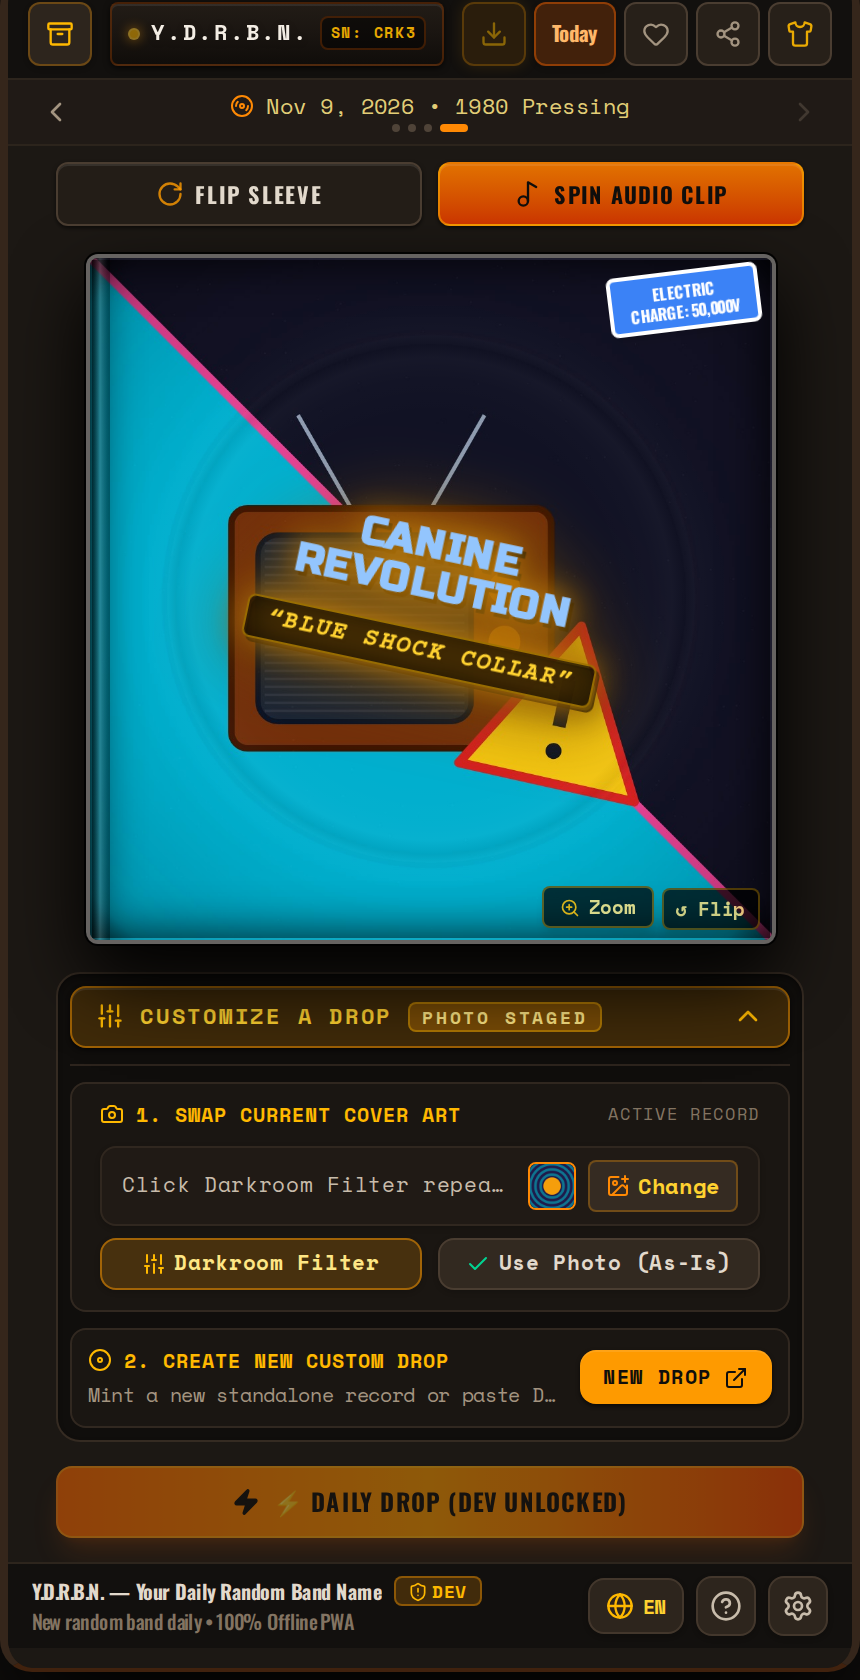 Y.D.R.B.N. SN: CRK3 Today
Nov 9, 2026 • 1980 Pressing
FLIP SLEEVE SPIN AUDIO CLIP
ELECTRIC
CHARGE: 50,000V
CANINE
REVOLUTION
“BLUE SHOCK COLLAR”
!
Zoom ↺ Flip
CUSTOMIZE A DROP PHOTO STAGED
1. SWAP CURRENT COVER ART ACTIVE RECORD
Click Darkroom Filter repea… Change
Darkroom Filter Use Photo (As-Is)
2. CREATE NEW CUSTOM DROP
Mint a new standalone record or paste D…
NEW DROP
⚡ DAILY DROP (DEV UNLOCKED)
Y.D.R.B.N. — Your Daily Random Band Name DEV
New random band daily • 100% Offline PWA
EN